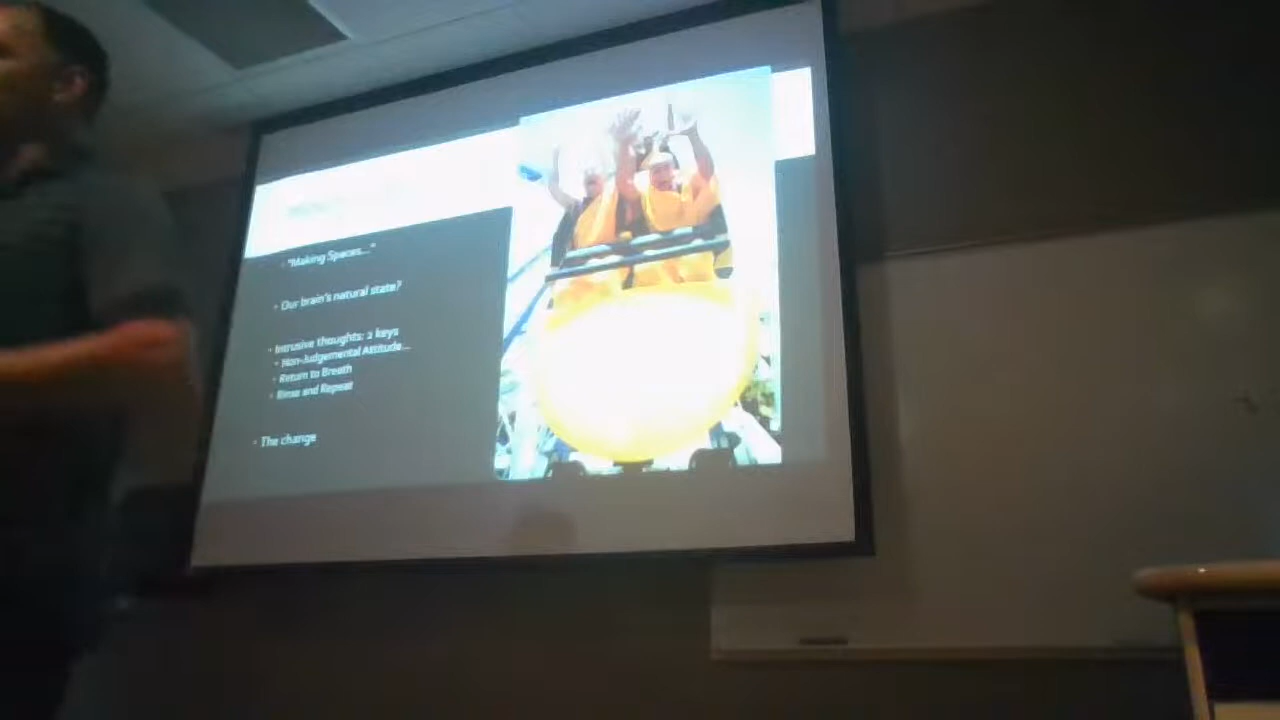 "Making Spaces..."
Our brain's natural state?
Intrusive thoughts: 2 keys
Non-Judgemental Attitude...
Return to Breath
Rinse and Repeat
The change